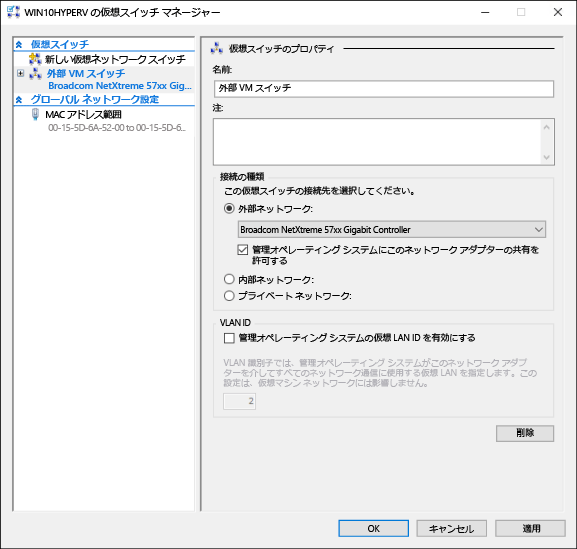 WIN10HYPERV の仮想スイッチ マネージャー
仮想スイッチ
新しい仮想ネットワーク スイッチ
外部 VM スイッチ
Broadcom NetXtreme 57xx Gig...
グローバル ネットワーク設定
MAC アドレス範囲
00-15-5D-6A-52-00 to 00-15-5D-6...
仮想スイッチのプロパティ
名前:
外部 VM スイッチ
注:
接続の種類
この仮想スイッチの接続先を選択してください。
外部ネットワーク:
Broadcom NetXtreme 57xx Gigabit Controller
管理オペレーティング システムにこのネットワーク アダプターの共有を
許可する
内部ネットワーク:
プライベート ネットワーク:
VLAN ID
管理オペレーティング システムの仮想 LAN ID を有効にする
VLAN 識別子では、管理オペレーティング システムがこのネットワーク アダプ
ターを介してすべてのネットワーク通信に使用する仮想 LAN を指定します。この
設定は、仮想マシン ネットワークには影響しません。
2
削除
OK
キャンセル
適用